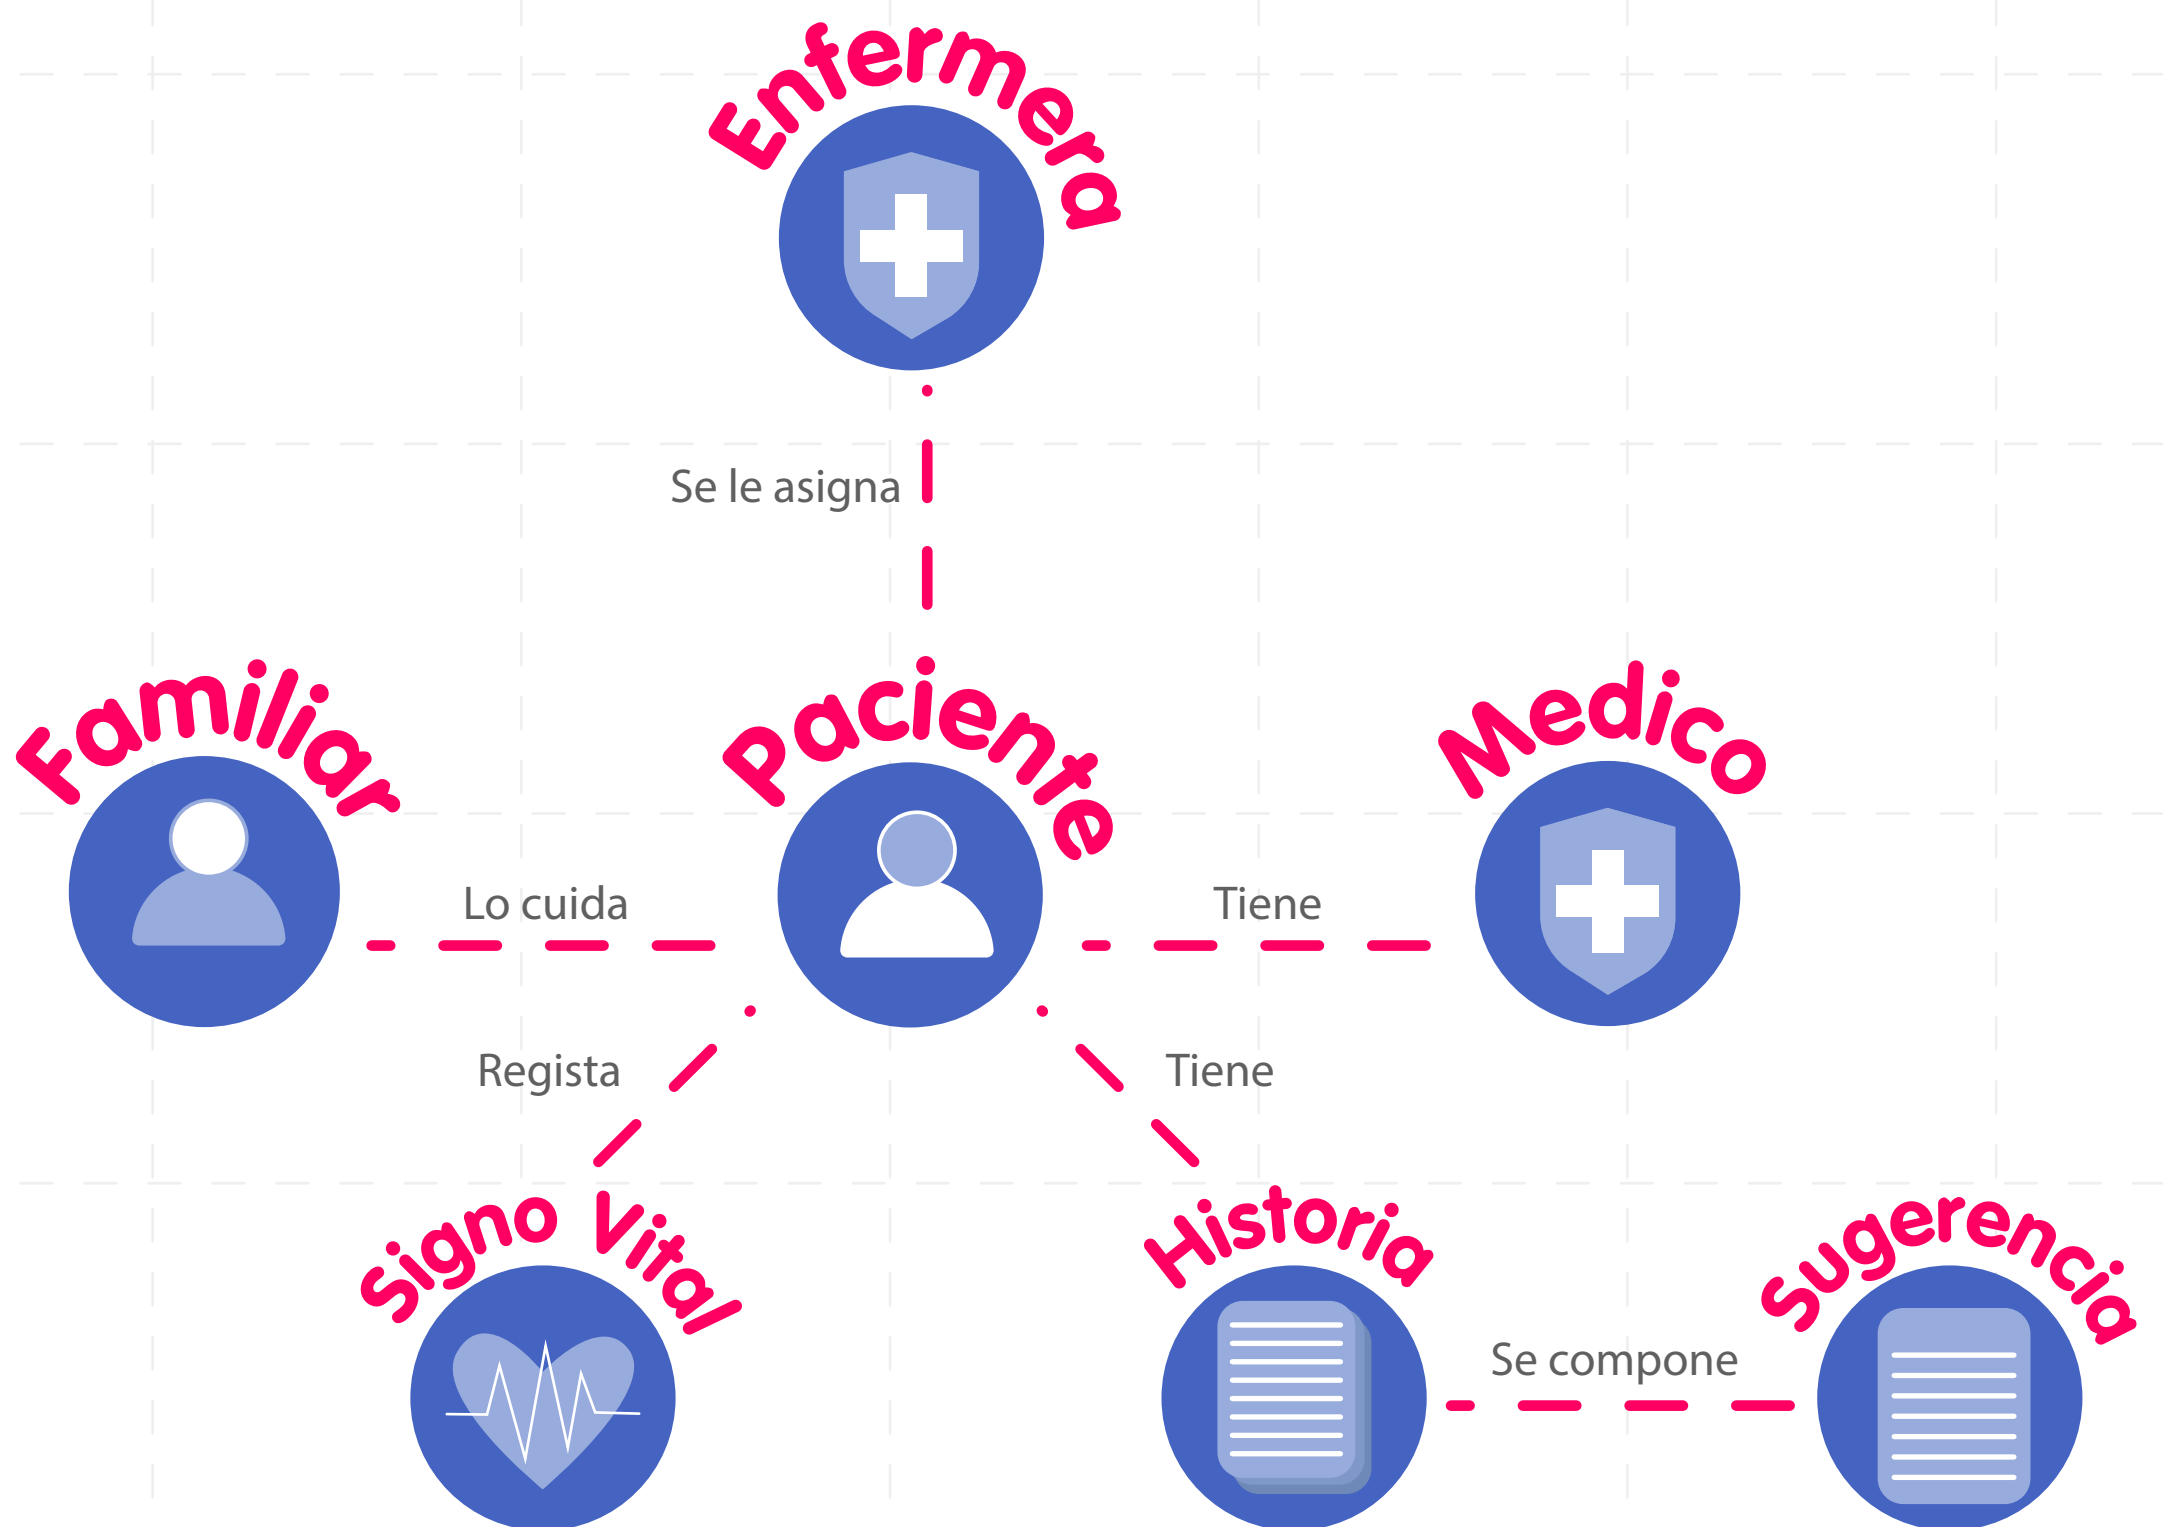 Enfermera
Se le asigna
Familiar
Paciente
Medico
Lo cuida
Tiene
Regista
Tiene
Signo Vital
Historia
Sugerencia
Se compone